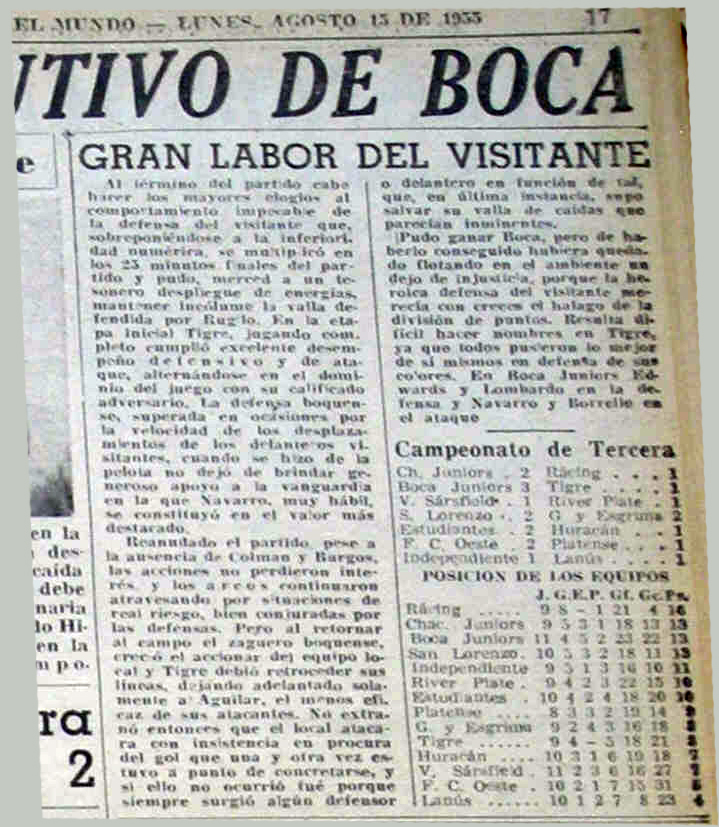 EL MUNDO — LUNES, AGOSTO 15 DE 1955 17
UTIVO DE BOCA
e
GRAN LABOR DEL VISITANTE
Al término del partido cabe
hacer los mayores elogios al
comportamiento impecable de
la defensa del visitante que,
sobreponiéndose a la inferiori-
dad numérica, se multiplicó en
los 25 minutos finales del par-
tido y pudo, merced a un te-
sonero despliegue de energías,
mantener incólume la valla de-
fendida por Rugilo. En la eta-
pa inicial Tigre, jugando com-
pleto cumplió excelente desem-
peño defensivo y de ata-
que, alternándose en el domi-
nio del juego con su calificado
adversario. La defensa boquen-
se, superada en ocasiones por
la velocidad de los desplaza-
mientos de los delanteros vi-
sitantes, cuando se hizo de la
pelota no dejó de brindar ge-
neroso apoyo a la vanguardia
en la que Navarro, muy hábil,
se constituyó en el valor más
destacado.
Reanudado el partido, pese a
la ausencia de Colman y Burgos,
las acciones no perdieron inte-
rés y los arcos continuaron
atravesando por situaciones de
real riesgo, bien conjuradas por
las defensas. Pero al retornar
al campo el zaguero boquense,
creció el accionar del equipo lo-
cal y Tigre debió retroceder sus
líneas, dejando adelantado sola-
mente a Aguilar, el menos efi-
caz de sus atacantes. No extra-
ñó entonces que el local ataca-
ra con insistencia en procura
del gol que una y otra vez es-
tuvo a punto de concretarse, y
si ello no ocurrió fué porque
siempre surgió algún defensor
o delantero en función de tal,
que, en última instancia, supo
salvar su valla de caídas que
parecían inminentes.
Pudo ganar Boca, pero de ha-
berlo conseguido hubiera queda-
do flotando en el ambiente un
dejo de injusticia, porque la he-
roica defensa del visitante me-
recía con creces el halago de la
división de puntos. Resulta di-
fícil hacer nombres en Tigre,
ya que todos pusieron lo mejor
de sí mismos en defensa de sus
colores. En Boca Juniors Ed-
wards y Lombardo en la de-
fensa y Navarro y Borrello en
el ataque
Campeonato de Tercera
Ch. Juniors . 2 Rácing . . . 1
Boca Juniors 3 Tigre . . . . 1
V. Sársfield . 1 River Plate . 1
S. Lorenzo . . 2 G y Esgrima 2
Estudiantes . 2 Huracán . . 1
F. C. Oeste . 2 Platense . . . 1
Independiente 1 Lanús . . . . 1
POSICION DE LOS EQUIPOS
J. G. E. P. Gf. Gc. Ps.
Rácing ..... 9 8 - 1 21 4 16
Chac. Juniors 9 5 3 1 18 13 13
Boca Juniors 11 4 5 2 23 22 13
San Lorenzo. 10 5 3 2 18 11 13
Independiente 9 5 1 3 16 10 11
River Plate . 9 4 2 3 22 15 10
Estudiantes . 10 4 2 4 18 20 10
Platense .... 8 3 3 2 19 14
G. y Esgrima 9 2 4 3 16 18 8
Tigre ...... 9 4 - 5 18 21 8
Huracán .... 10 3 1 6 19 18 7
V. Sársfield . 11 2 3 6 16 27 7
F. C. Oeste . 10 2 1 7 15 31 5
Lanús ...... 10 1 2 7 8 23 4
en la
des-
caída
debe
naria
lo Hi-
en la
mpo-
ra
2